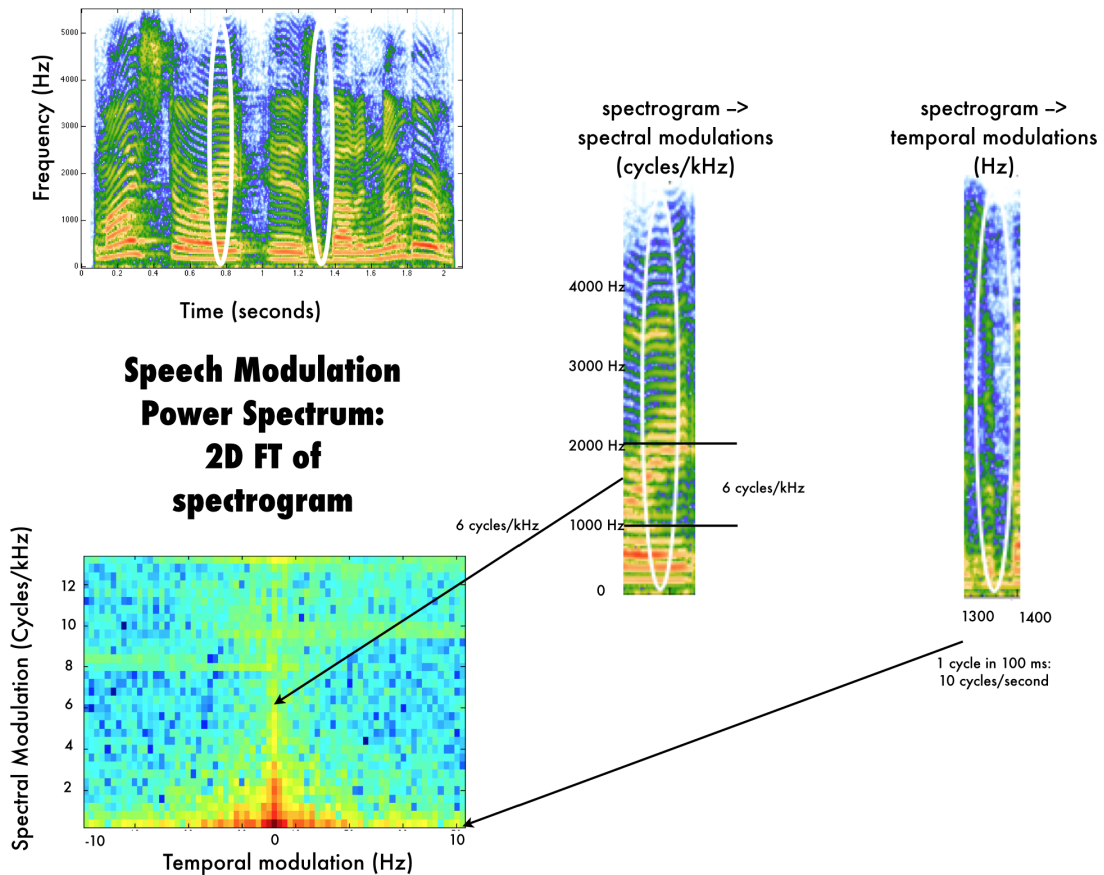 Frequency (Hz)
5000
4000
3000
2000
1000
0
0 0.2 0.4 0.6 0.8 1 1.2 1.4 1.6 1.8 2
Time (seconds)
Speech Modulation
Power Spectrum:
2D FT of
spectrogram
spectrogram –>
spectral modulations
(cycles/kHz)
4000 Hz
3000 Hz
2000 Hz
1000 Hz
0
6 cycles/kHz
6 cycles/kHz
spectrogram –>
temporal modulations
(Hz)
1300 1400
1 cycle in 100 ms:
10 cycles/second
Spectral Modulation (Cycles/kHz)
12
10
8
6
4
2
-10 0 10
Temporal modulation (Hz)